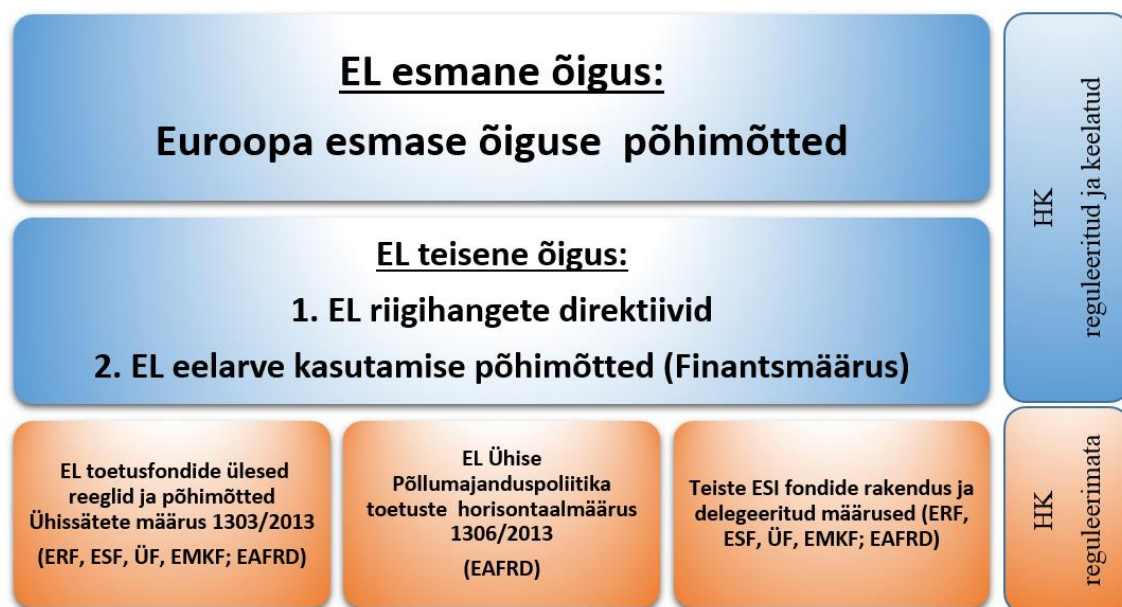 EL esmane õigus:
Euroopa esmase õiguse põhimõtted
HK
reguleeritud ja keelatud
EL teisene õigus:
1. EL riigihangete direktiivid
2. EL eelarve kasutamise põhimõtted (Finantsmäärus)
EL toetusfondide ülesed
reeglid ja põhimõtted
Ühissätete määrus 1303/2013
(ERF, ESF, ÜF, EMKF; EAFRD)
EL Ühise
Põllumajanduspoliitika
toetuste horisontaalmäärus
1306/2013
(EAFRD)
Teiste ESI fondide rakendus ja
delegeeritud määrused (ERF,
ESF, ÜF, EMKF; EAFRD)
HK
reguleerimata